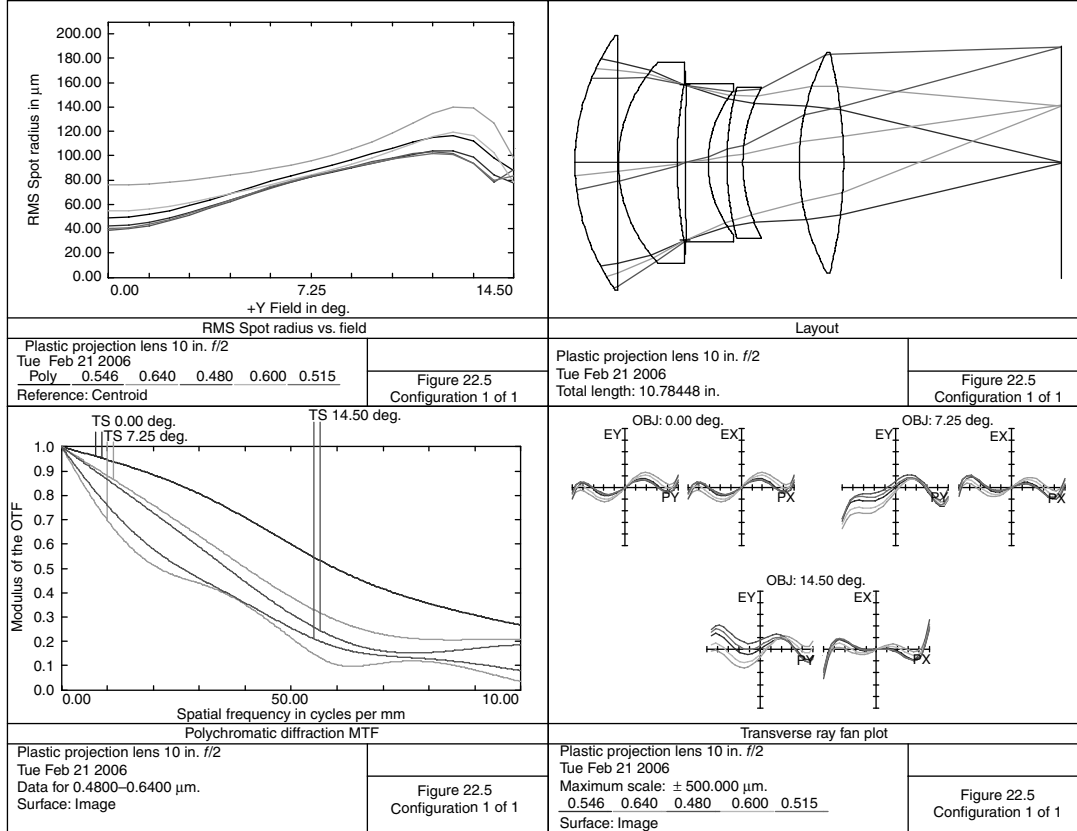 RMS Spot radius in μm
200.00
180.00
160.00
140.00
120.00
100.00
80.00
60.00
40.00
20.00
0.00
0.00 7.25 14.50
+Y Field in deg.
RMS Spot radius vs. field
Plastic projection lens 10 in. f/2
Tue Feb 21 2006
Poly 0.546 0.640 0.480 0.600 0.515
Reference: Centroid
Figure 22.5
Configuration 1 of 1
Layout
Plastic projection lens 10 in. f/2
Tue Feb 21 2006
Total length: 10.78448 in.
Figure 22.5
Configuration 1 of 1
TS 0.00 deg.
TS 7.25 deg.
TS 14.50 deg.
Modulus of the OTF
1.0
0.9
0.8
0.7
0.6
0.5
0.4
0.3
0.2
0.1
0.0
0.00 50.00 10.00
Spatial frequency in cycles per mm
Polychromatic diffraction MTF
Plastic projection lens 10 in. f/2
Tue Feb 21 2006
Data for 0.4800–0.6400 μm.
Surface: Image
Figure 22.5
Configuration 1 of 1
OBJ: 0.00 deg.
EY EX
PY PX
OBJ: 7.25 deg.
EY EX
PY PX
OBJ: 14.50 deg.
EY EX
PY PX
Transverse ray fan plot
Plastic projection lens 10 in. f/2
Tue Feb 21 2006
Maximum scale: ± 500.000 μm.
0.546 0.640 0.480 0.600 0.515
Surface: Image
Figure 22.5
Configuration 1 of 1